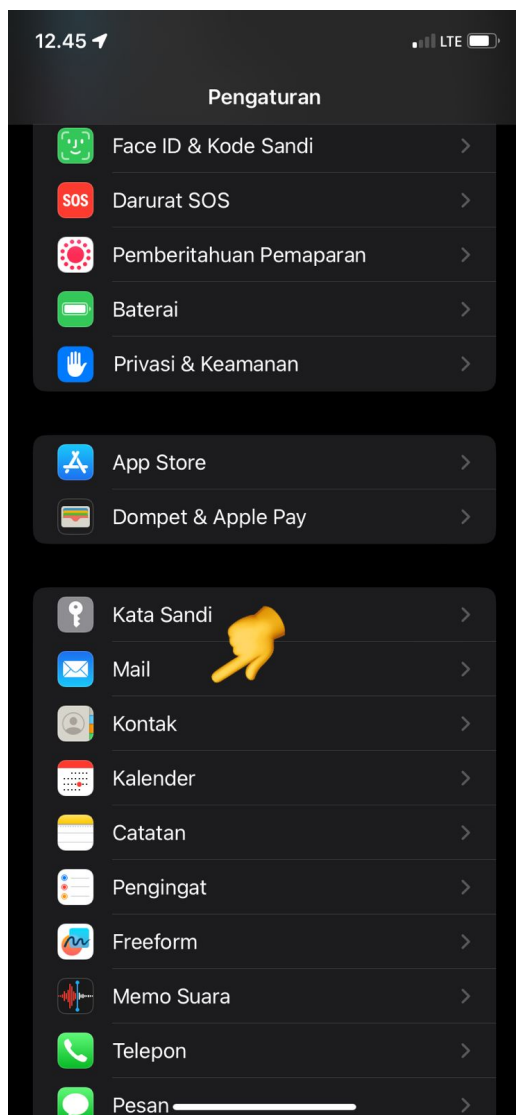 12.45
LTE
Pengaturan
Face ID & Kode Sandi
SOS Darurat SOS
Pemberitahuan Pemaparan
Baterai
Privasi & Keamanan
App Store
Dompet & Apple Pay
Kata Sandi
Mail
Kontak
Kalender
Catatan
Pengingat
Freeform
Memo Suara
Telepon
Pesan